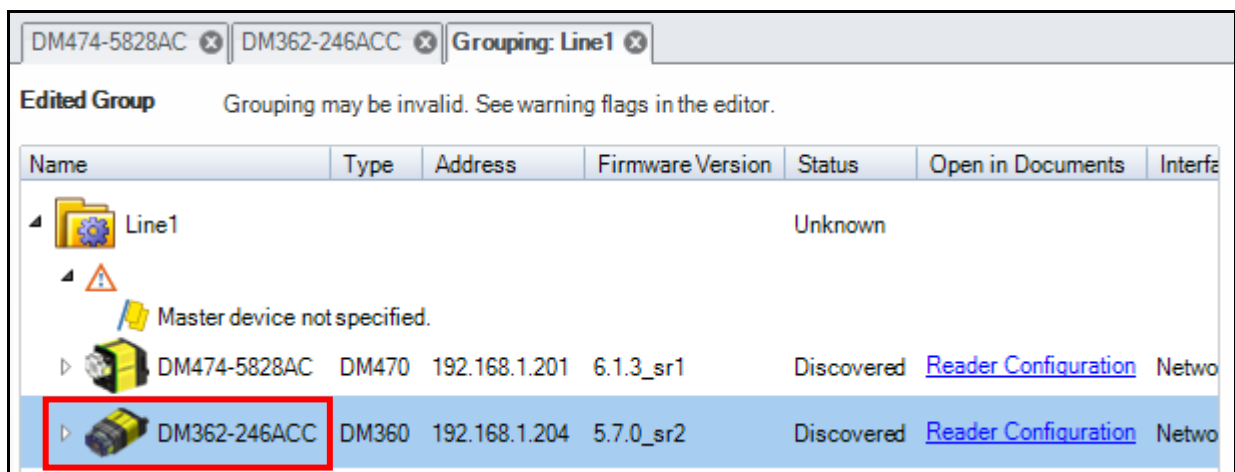 DM474-5828AC DM362-246ACC Grouping: Line1
Edited Group Grouping may be invalid. See warning flags in the editor.
Name Type Address Firmware Version Status Open in Documents Interfa
Line1 Unknown
Master device not specified.
DM474-5828AC DM470 192.168.1.201 6.1.3_sr1 Discovered Reader Configuration Netwo
DM362-246ACC DM360 192.168.1.204 5.7.0_sr2 Discovered Reader Configuration Netwo